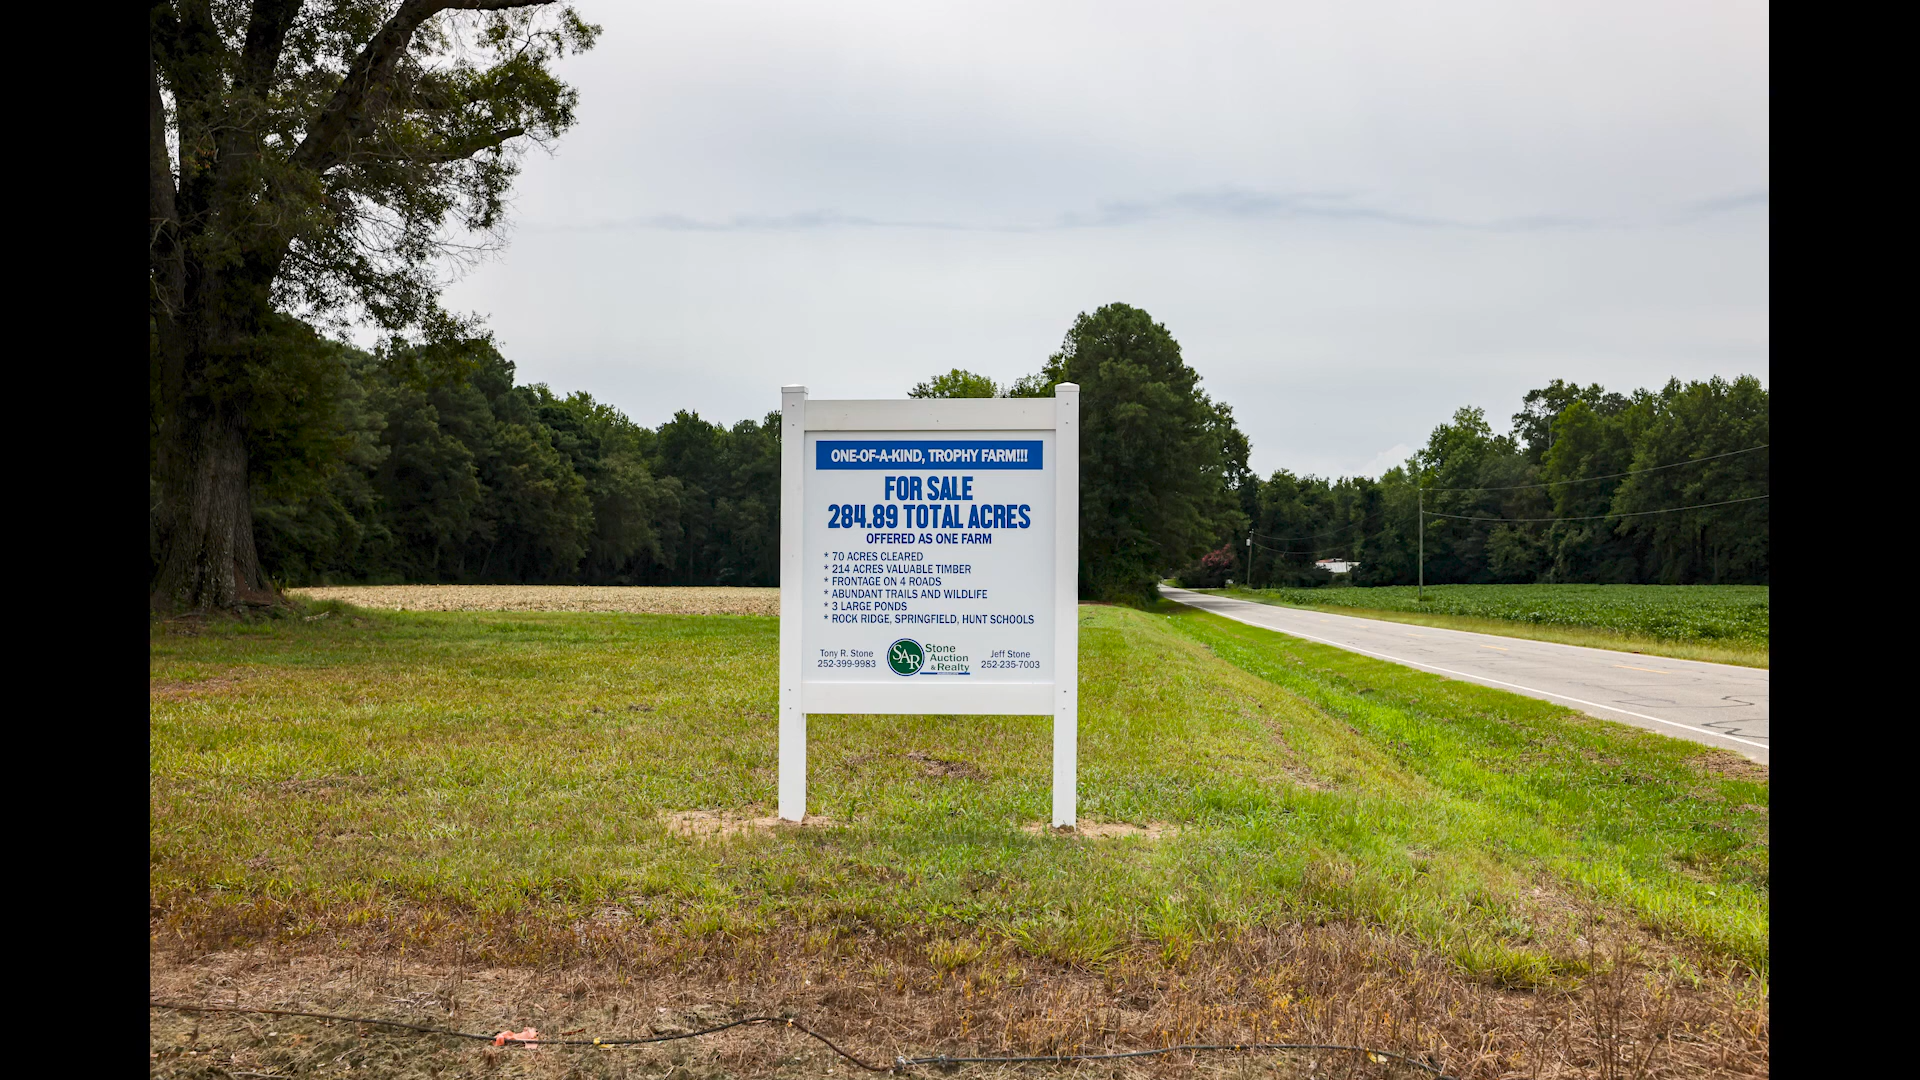 ONE-OF-A-KIND, TROPHY FARM!!!
FOR SALE
284.89 TOTAL ACRES
OFFERED AS ONE FARM
* 70 ACRES CLEARED
* 214 ACRES VALUABLE TIMBER
* FRONTAGE ON 4 ROADS
* ABUNDANT TRAILS AND WILDLIFE
* 3 LARGE PONDS
* ROCK RIDGE, SPRINGFIELD, HUNT SCHOOLS
Tony R. Stone
252-399-9983
SAR
Stone
Auction
& Realty
Jeff Stone
252-235-7003